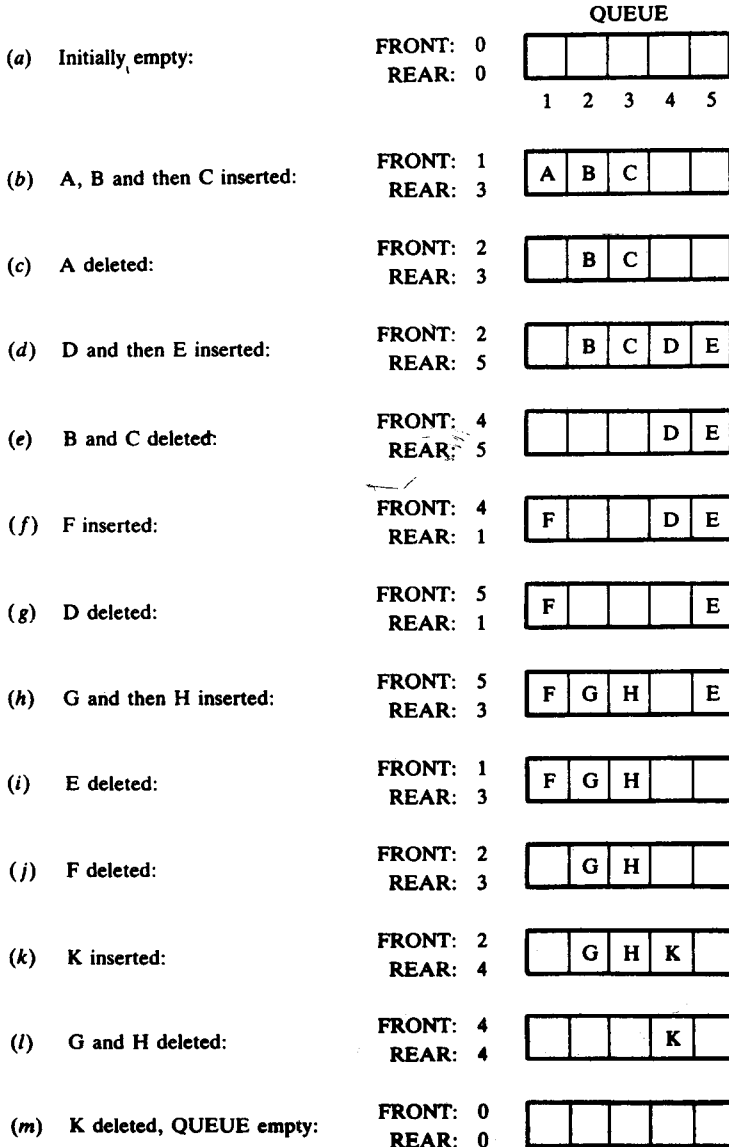 QUEUE
(a) Initially empty: FRONT: 0
REAR: 0
1 2 3 4 5
(b) A, B and then C inserted: FRONT: 1 A B C
REAR: 3
(c) A deleted: FRONT: 2 B C
REAR: 3
(d) D and then E inserted: FRONT: 2 B C D E
REAR: 5
(e) B and C deleted: FRONT: 4 D E
REAR: 5
(f) F inserted: FRONT: 4 F D E
REAR: 1
(g) D deleted: FRONT: 5 F E
REAR: 1
(h) G and then H inserted: FRONT: 5 F G H E
REAR: 3
(i) E deleted: FRONT: 1 F G H
REAR: 3
(j) F deleted: FRONT: 2 G H
REAR: 3
(k) K inserted: FRONT: 2 G H K
REAR: 4
(l) G and H deleted: FRONT: 4 K
REAR: 4
(m) K deleted, QUEUE empty: FRONT: 0
REAR: 0